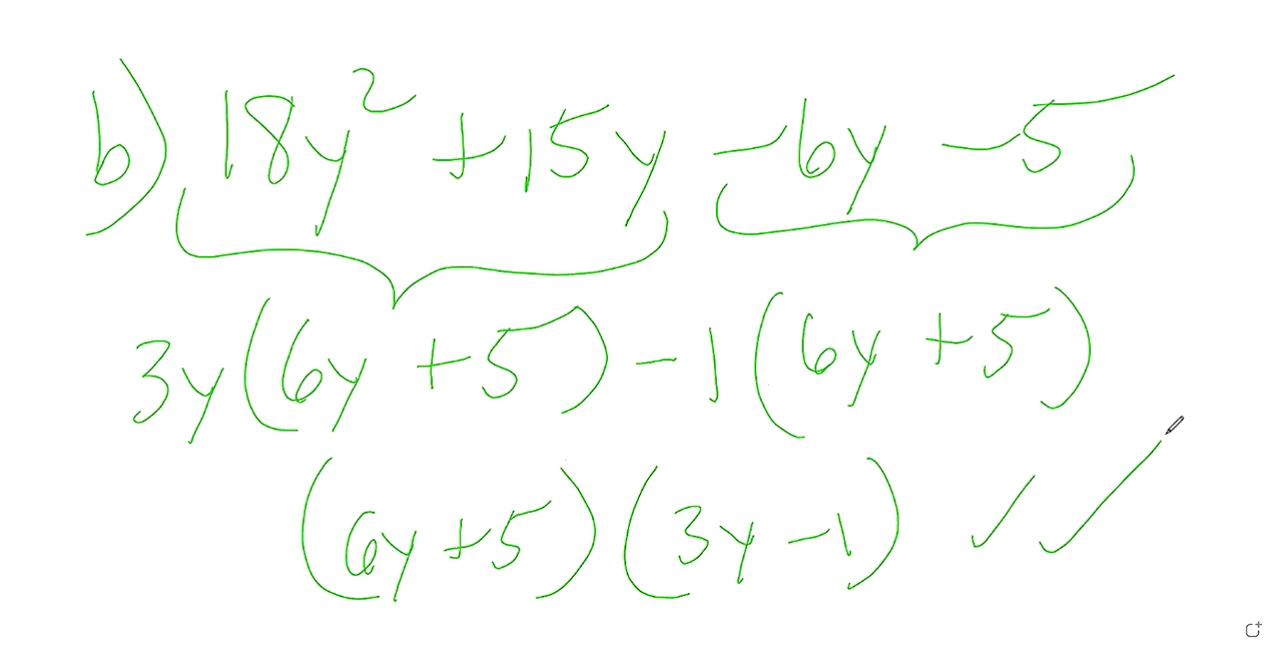 b) 18y² + 15y - 6y - 5
3y(6y + 5) - 1(6y + 5)
(6y + 5)(3y - 1) ✓✓